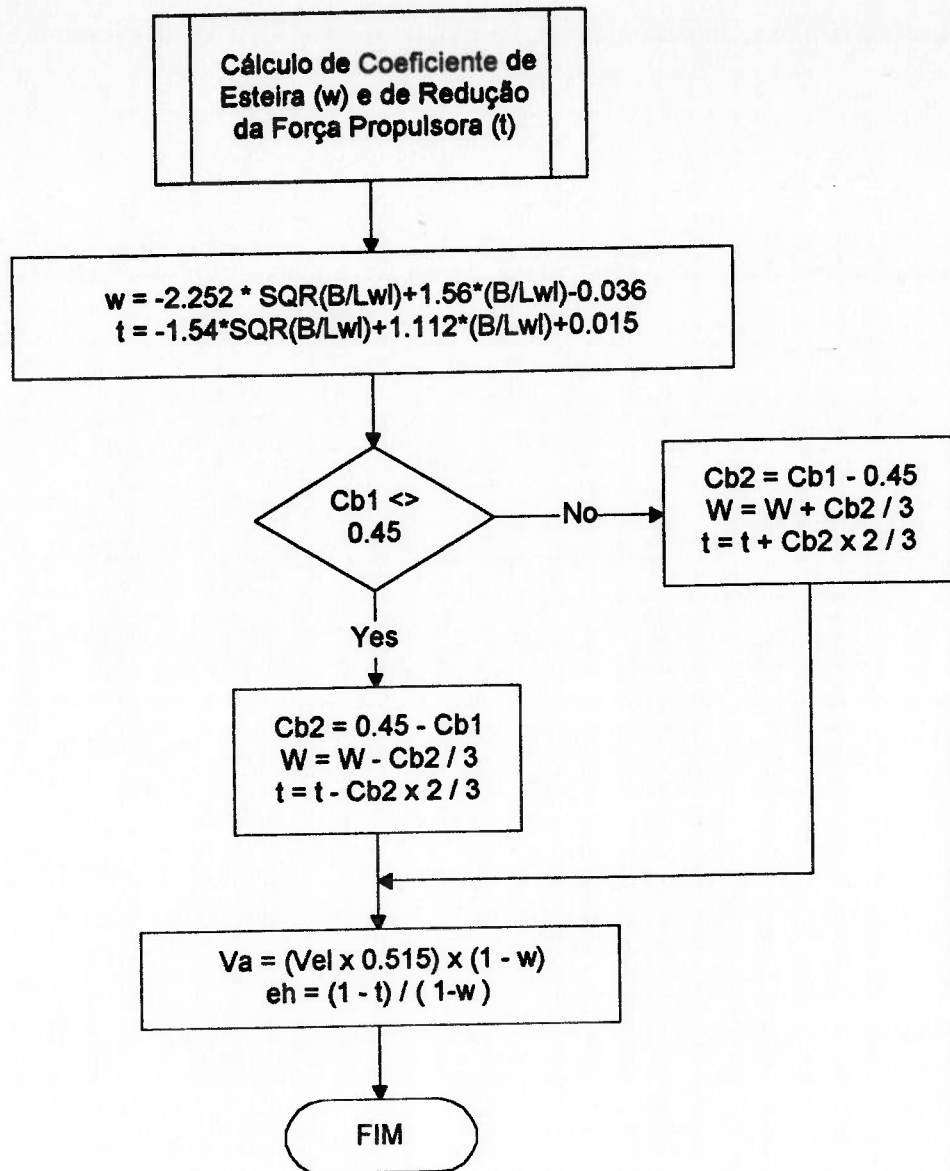 Cálculo de Coeficiente de
Esteira (w) e de Redução
da Força Propulsora (t)
w = -2.252 * SQR(B/Lwl)+1.56*(B/Lwl)-0.036
t = -1.54*SQR(B/Lwl)+1.112*(B/Lwl)+0.015
Cb1 <>
0.45
No
Cb2 = Cb1 - 0.45
W = W + Cb2 / 3
t = t + Cb2 x 2 / 3
Yes
Cb2 = 0.45 - Cb1
W = W - Cb2 / 3
t = t - Cb2 x 2 / 3
Va = (Vel x 0.515) x (1 - w)
eh = (1 - t) / ( 1-w )
FIM